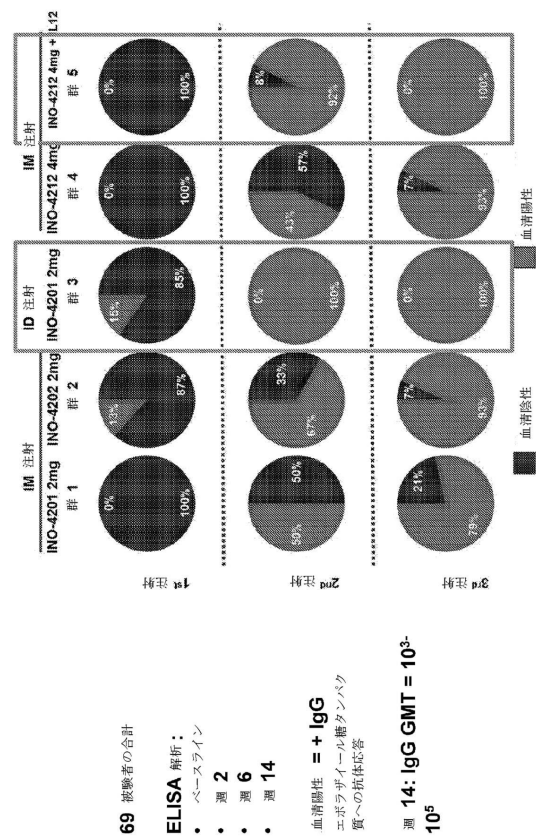 69 被験者の合計
ELISA 解析:
• ベースライン
• 週 2
• 週 6
• 週 14
血清陽性 = + IgG
エボラザイール糖タンパク
質への抗体応答
週 14: IgG GMT = 10³-
10⁵
IM 注射
ID 注射
IM 注射
INO-4201 2mg
INO-4202 2mg
INO-4201 2mg
INO-4212 4mg
INO-4212 4mg + IL12
群 1
群 2
群 3
群 4
群 5
1st 注射
0%
100%
13%
87%
15%
85%
0%
100%
0%
100%
2nd 注射
50%
50%
33%
67%
0%
100%
57%
43%
8%
92%
3rd 注射
21%
79%
7%
93%
0%
100%
7%
93%
0%
100%
血清陰性
血清陽性